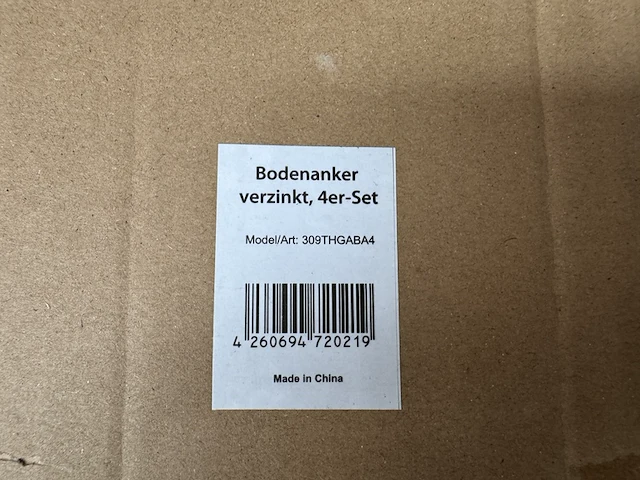 Bodenanker
verzinkt, 4er-Set
Model/Art: 309THGABA4
4 260694 720219
Made in China